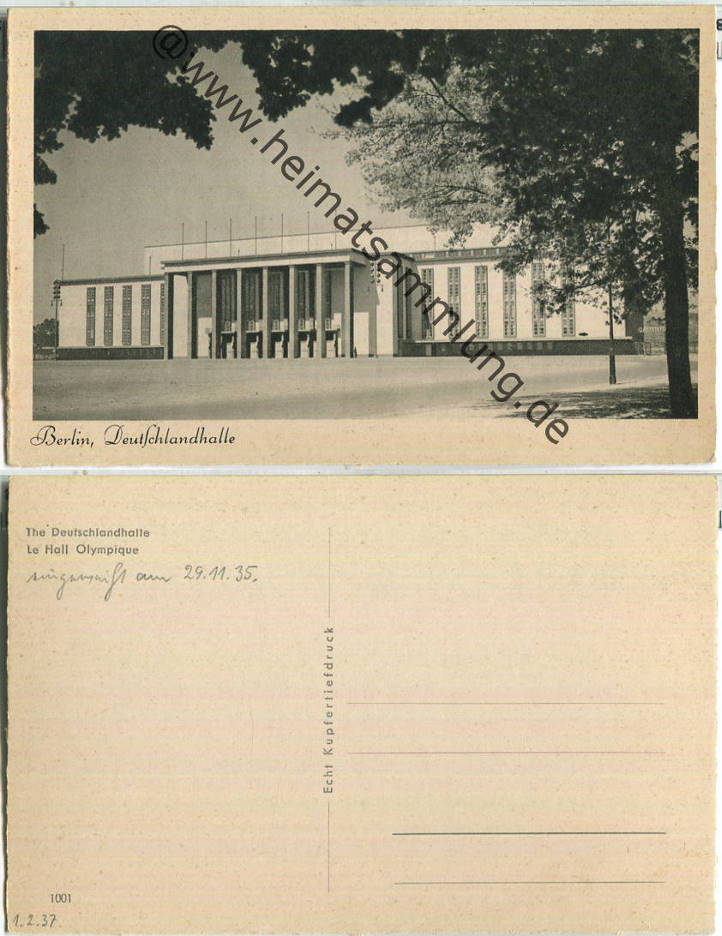 @www.heimatsammlung.de
Berlin, Deutſchlandhalle
The Deutschlandhalle
Le Hall Olympique
eingeweiht am 29.11.35.
Echt Kupfertiefdruck
1001
1.2.37.